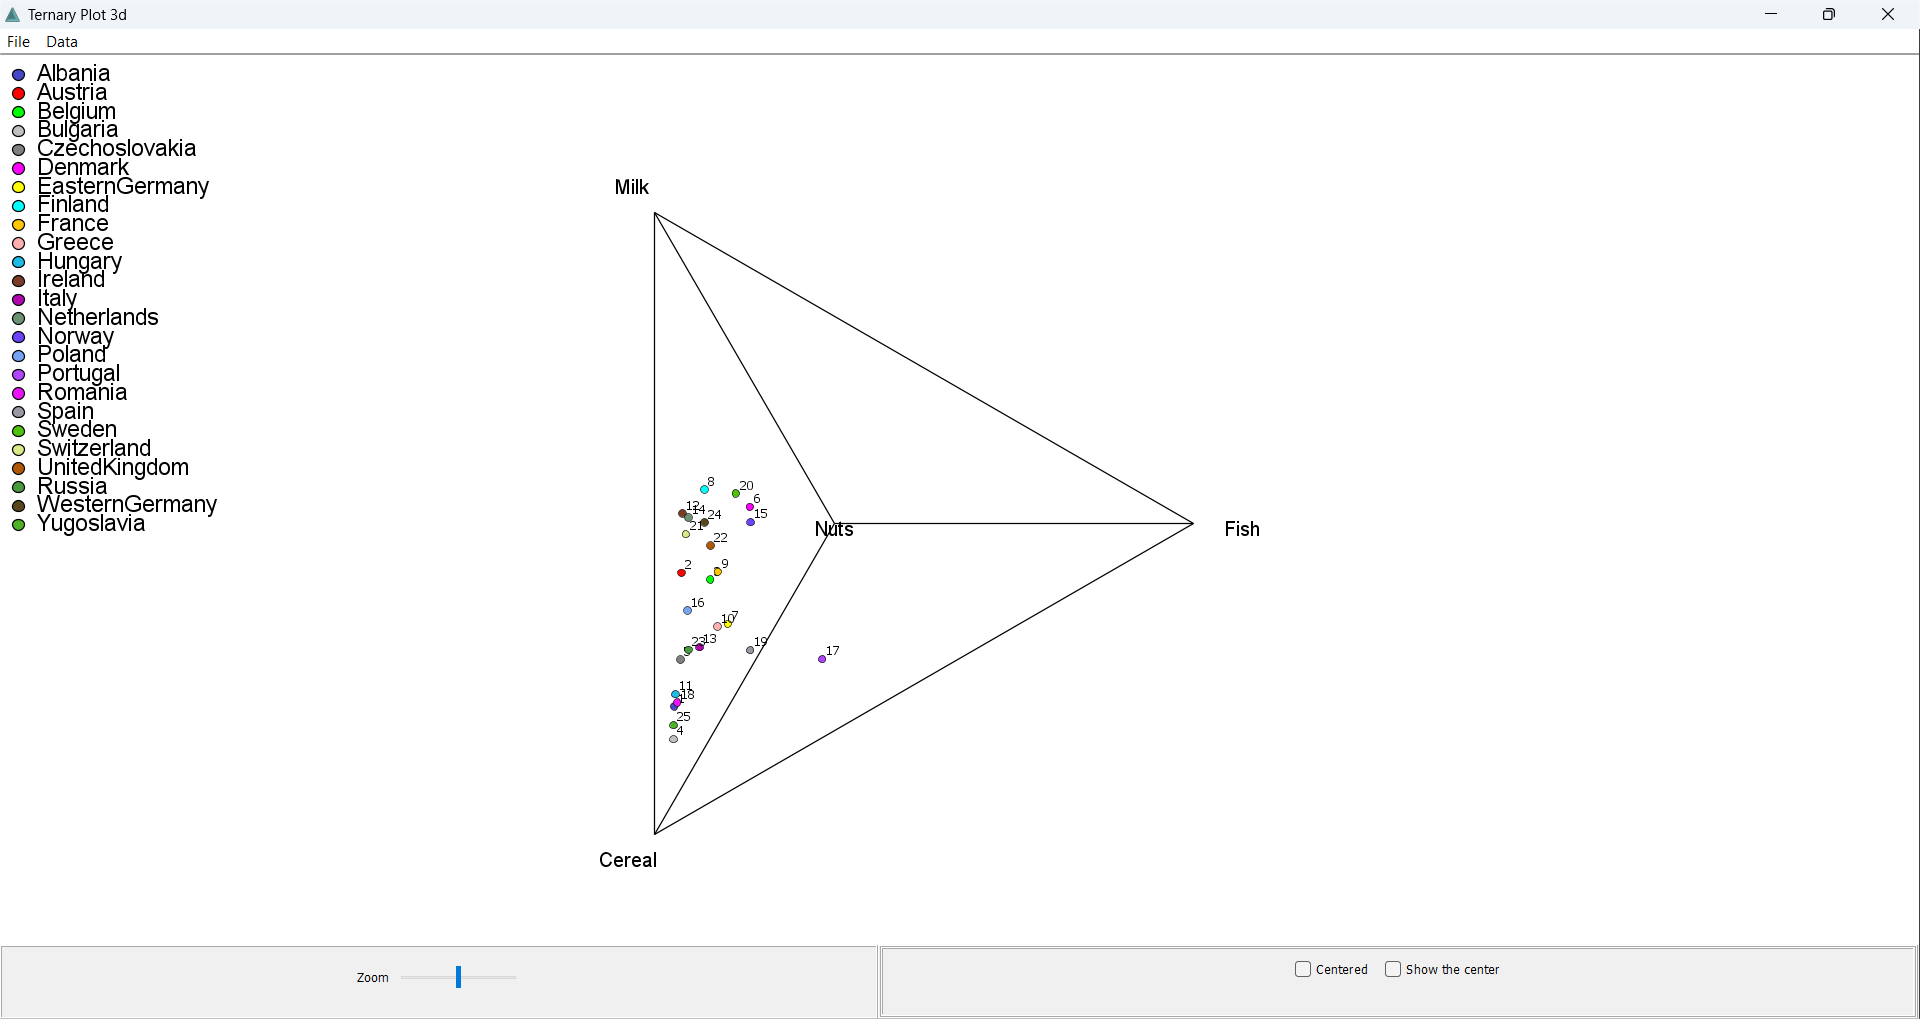 Ternary Plot 3d
File Data
Albania
Austria
Belgium
Bulgaria
Czechoslovakia
Denmark
EasternGermany
Finland
France
Greece
Hungary
Ireland
Italy
Netherlands
Norway
Poland
Portugal
Romania
Spain
Sweden
Switzerland
UnitedKingdom
Russia
WesternGermany
Yugoslavia
Milk
8
20
6
12
14
24
15
21
Nuts
Fish
22
2
9
16
10
7
23
13
19
17
11
18
25
4
Cereal
Zoom
Centered
Show the center